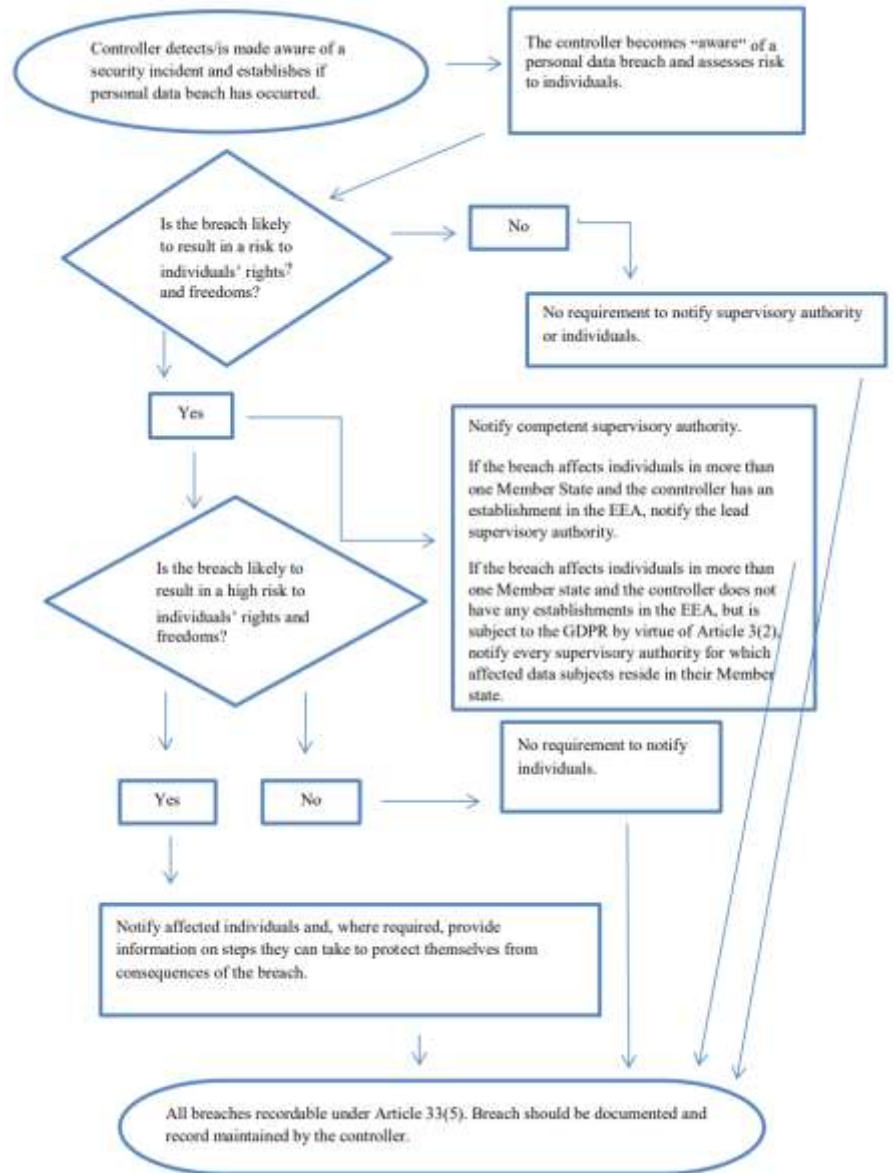 Controller detects/is made aware of a
security incident and establishes if
personal data beach has occurred.
The controller becomes "aware" of a
personal data breach and assesses risk
to individuals.
Is the breach likely
to result in a risk to
individuals' rights?
and freedoms?
No
No requirement to notify supervisory authority
or individuals.
Yes
Notify competent supervisory authority.
If the breach affects individuals in more than
one Member State and the conntroller has an
establishment in the EEA, notify the lead
supervisory authority.
If the breach affects individuals in more than
one Member state and the controller does not
have any establishments in the EEA, but is
subject to the GDPR by virtue of Article 3(2),
notify every supervisory authority for which
affected data subjects reside in their Member
state.
Is the breach likely to
result in a high risk to
individuals' rights and
freedoms?
Yes
No
No requirement to notify
individuals.
Notify affected individuals and, where required, provide
information on steps they can take to protect themselves from
consequences of the breach.
All breaches recordable under Article 33(5). Breach should be documented and
record maintained by the controller.